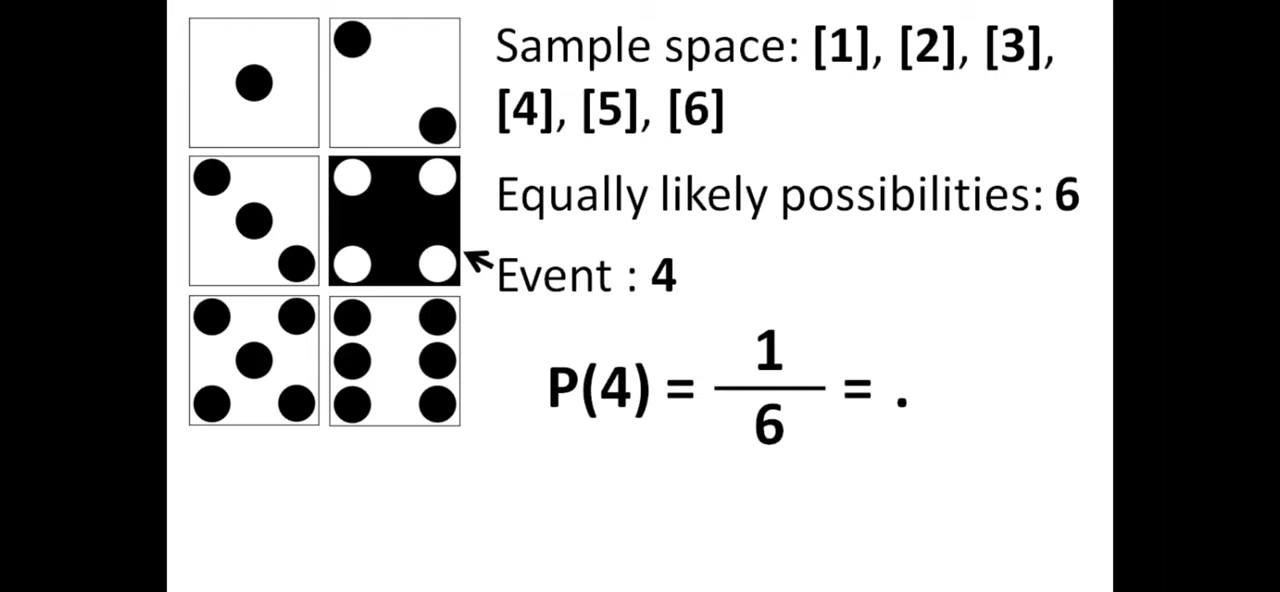 Sample space: [1], [2], [3],
[4], [5], [6]
Equally likely possibilities: 6
Event : 4
P(4) = 1/6 = .